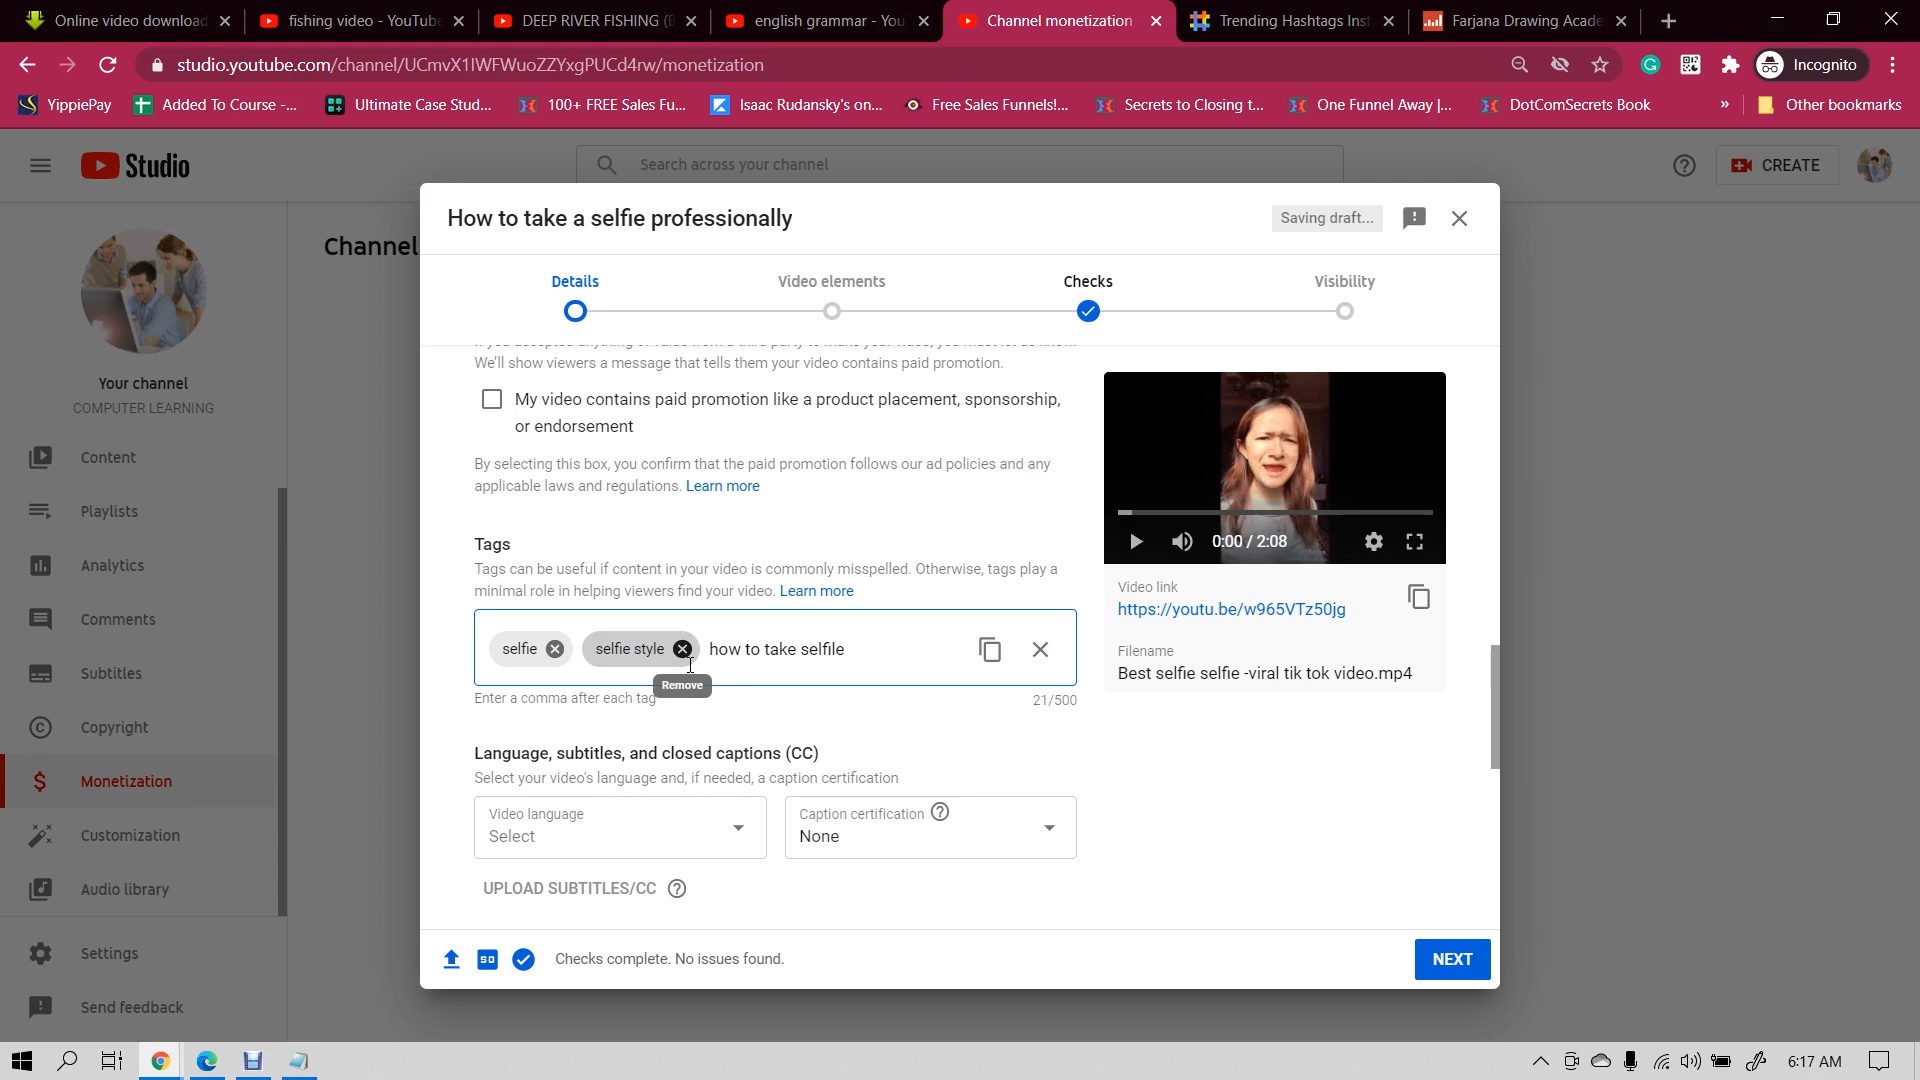 Online video download
fishing video - YouTube
DEEP RIVER FISHING (
english grammar - You
Channel monetization
Trending Hashtags Inst
Farjana Drawing Acade
studio.youtube.com/channel/UCmvX1IWFWuoZZYxgPUCd4rw/monetization
Incognito
YippiePay
Added To Course -...
Ultimate Case Stud...
100+ FREE Sales Fu...
Isaac Rudansky's on...
Free Sales Funnels!...
Secrets to Closing t...
One Funnel Away |...
DotComSecrets Book
»
Other bookmarks
Studio
Search across your channel
CREATE
Your channel
COMPUTER LEARNING
Content
Playlists
Analytics
Comments
Subtitles
Copyright
Monetization
Customization
Audio library
Settings
Send feedback
Channel
How to take a selfie professionally
Saving draft...
Details
Video elements
Checks
Visibility
We'll show viewers a message that tells them your video contains paid promotion.
My video contains paid promotion like a product placement, sponsorship,
or endorsement
By selecting this box, you confirm that the paid promotion follows our ad policies and any
applicable laws and regulations. Learn more
Tags
Tags can be useful if content in your video is commonly misspelled. Otherwise, tags play a
minimal role in helping viewers find your video. Learn more
selfie
selfie style
how to take selfile
Remove
Enter a comma after each tag
21/500
Language, subtitles, and closed captions (CC)
Select your video's language and, if needed, a caption certification
Video language
Select
Caption certification
None
UPLOAD SUBTITLES/CC
0:00 / 2:08
Video link
https://youtu.be/w965VTz50jg
Filename
Best selfie selfie -viral tik tok video.mp4
SD
Checks complete. No issues found.
NEXT
6:17 AM